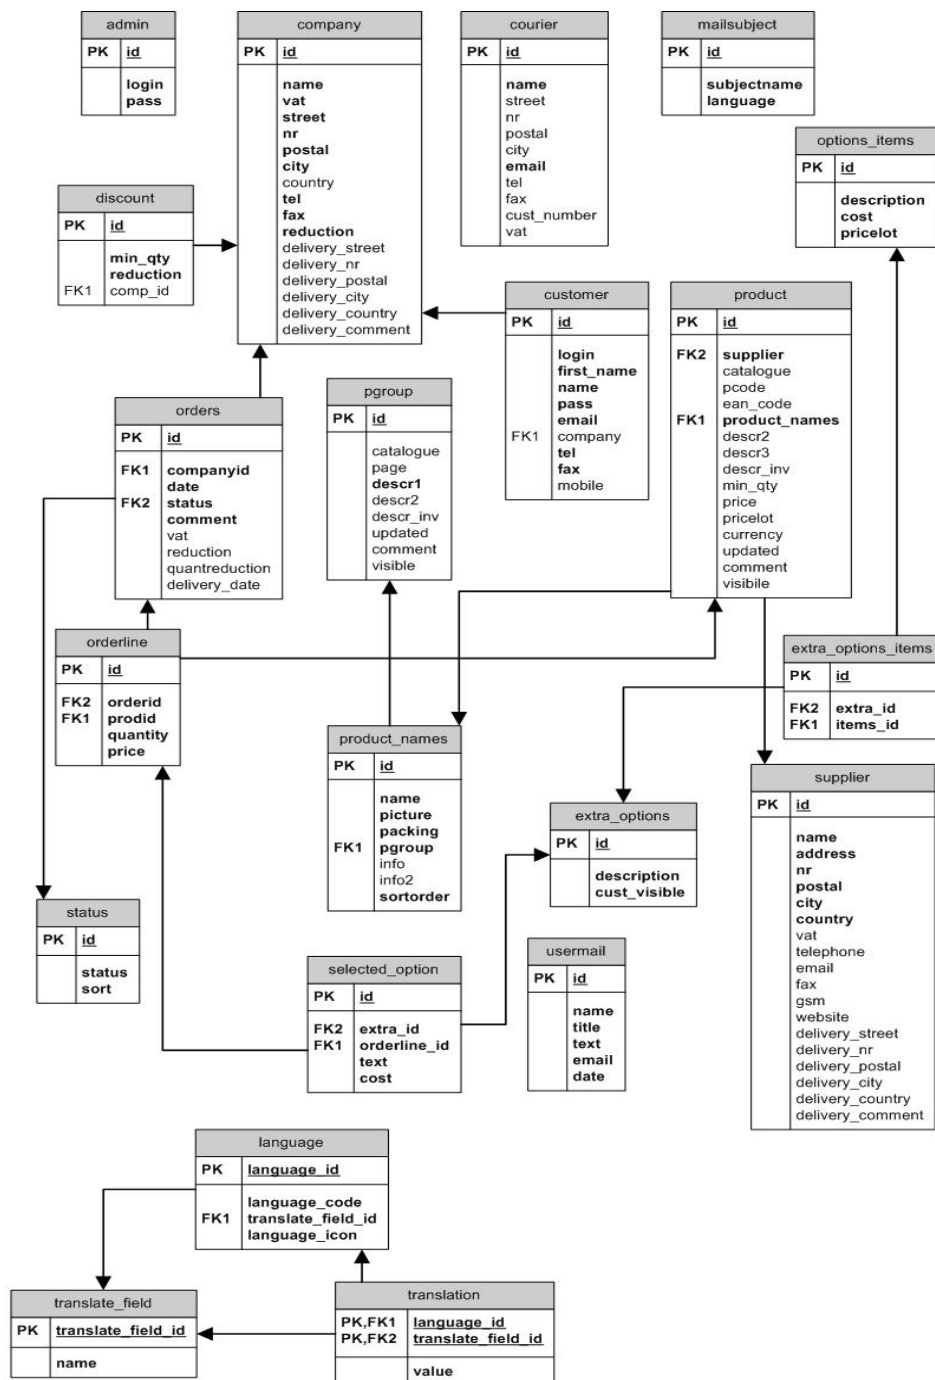 admin
PK id
login
pass
company
PK id
name
vat
street
nr
postal
city
country
tel
fax
reduction
delivery_street
delivery_nr
delivery_postal
delivery_city
delivery_country
delivery_comment
courier
PK id
name
street
nr
postal
city
email
tel
fax
cust_number
vat
mailsubject
PK id
subjectname
language
options_items
PK id
description
cost
pricelot
discount
PK id
min_qty
reduction
FK1 comp_id
customer
PK id
login
first_name
name
pass
email
FK1 company
tel
fax
mobile
product
PK id
FK2 supplier
catalogue
pcode
ean_code
FK1 product_names
descr2
descr3
descr_inv
min_qty
price
pricelot
currency
updated
comment
visibile
pgroup
PK id
catalogue
page
descr1
descr2
descr_inv
updated
comment
visible
orders
PK id
FK1 companyid
date
FK2 status
comment
vat
reduction
quantreduction
delivery_date
orderline
PK id
FK2 orderid
FK1 prodid
quantity
price
extra_options_items
PK id
FK2 extra_id
FK1 items_id
product_names
PK id
name
picture
packing
FK1 pgroup
info
info2
sortorder
supplier
PK id
name
address
nr
postal
city
country
vat
telephone
email
fax
gsm
website
delivery_street
delivery_nr
delivery_postal
delivery_city
delivery_country
delivery_comment
extra_options
PK id
description
cust_visible
status
PK id
status
sort
selected_option
PK id
FK2 extra_id
FK1 orderline_id
text
cost
usermail
PK id
name
title
text
email
date
language
PK language_id
language_code
FK1 translate_field_id
language_icon
translate_field
PK translate_field_id
name
translation
PK,FK1 language_id
PK,FK2 translate_field_id
value